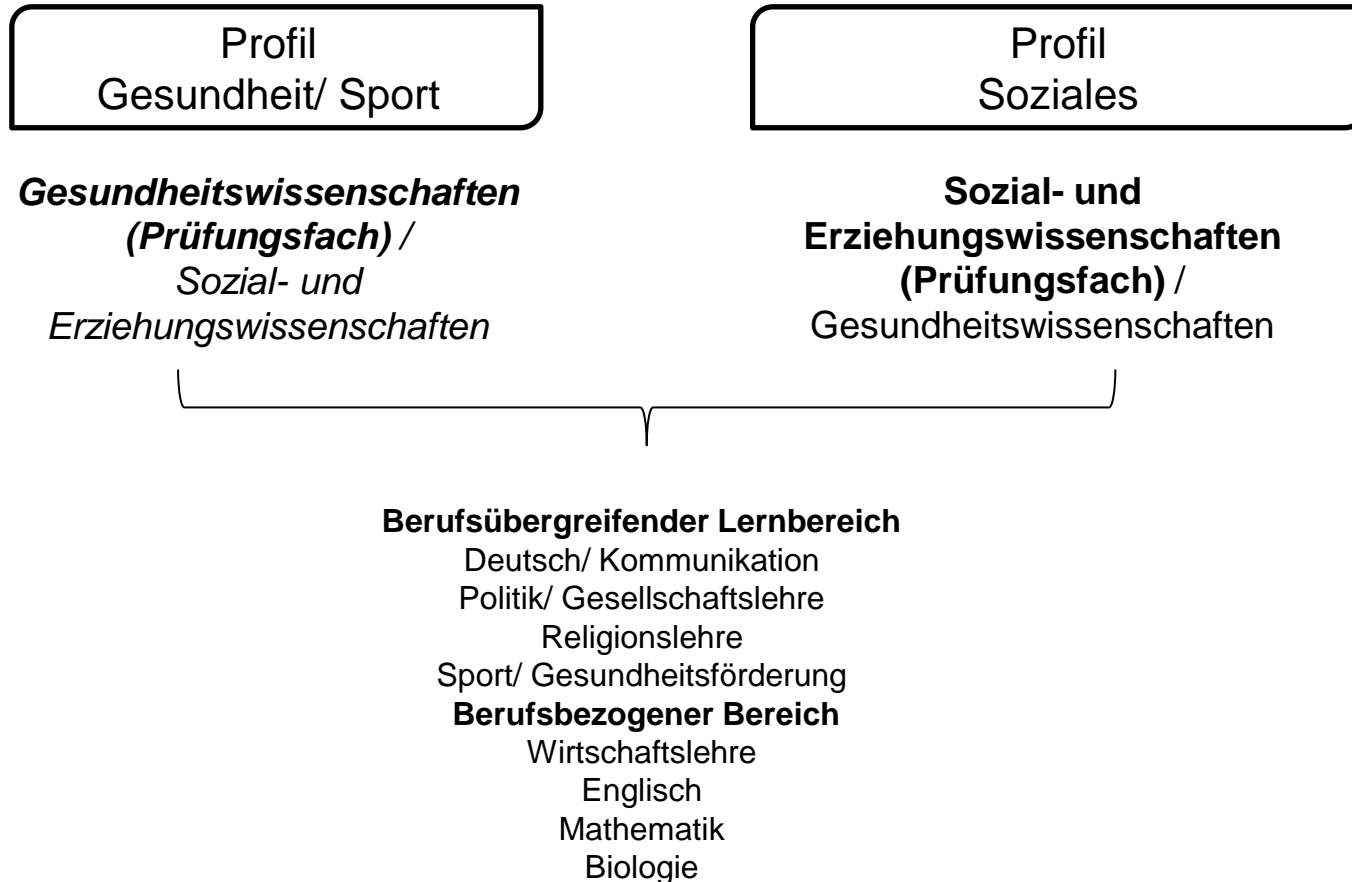 Profil
Gesundheit/ Sport
Profil
Soziales
Gesundheitswissenschaften
(Prüfungsfach) /
Sozial- und
Erziehungswissenschaften
Sozial- und
Erziehungswissenschaften
(Prüfungsfach) /
Gesundheitswissenschaften
Berufsübergreifender Lernbereich
Deutsch/ Kommunikation
Politik/ Gesellschaftslehre
Religionslehre
Sport/ Gesundheitsförderung
Berufsbezogener Bereich
Wirtschaftslehre
Englisch
Mathematik
Biologie